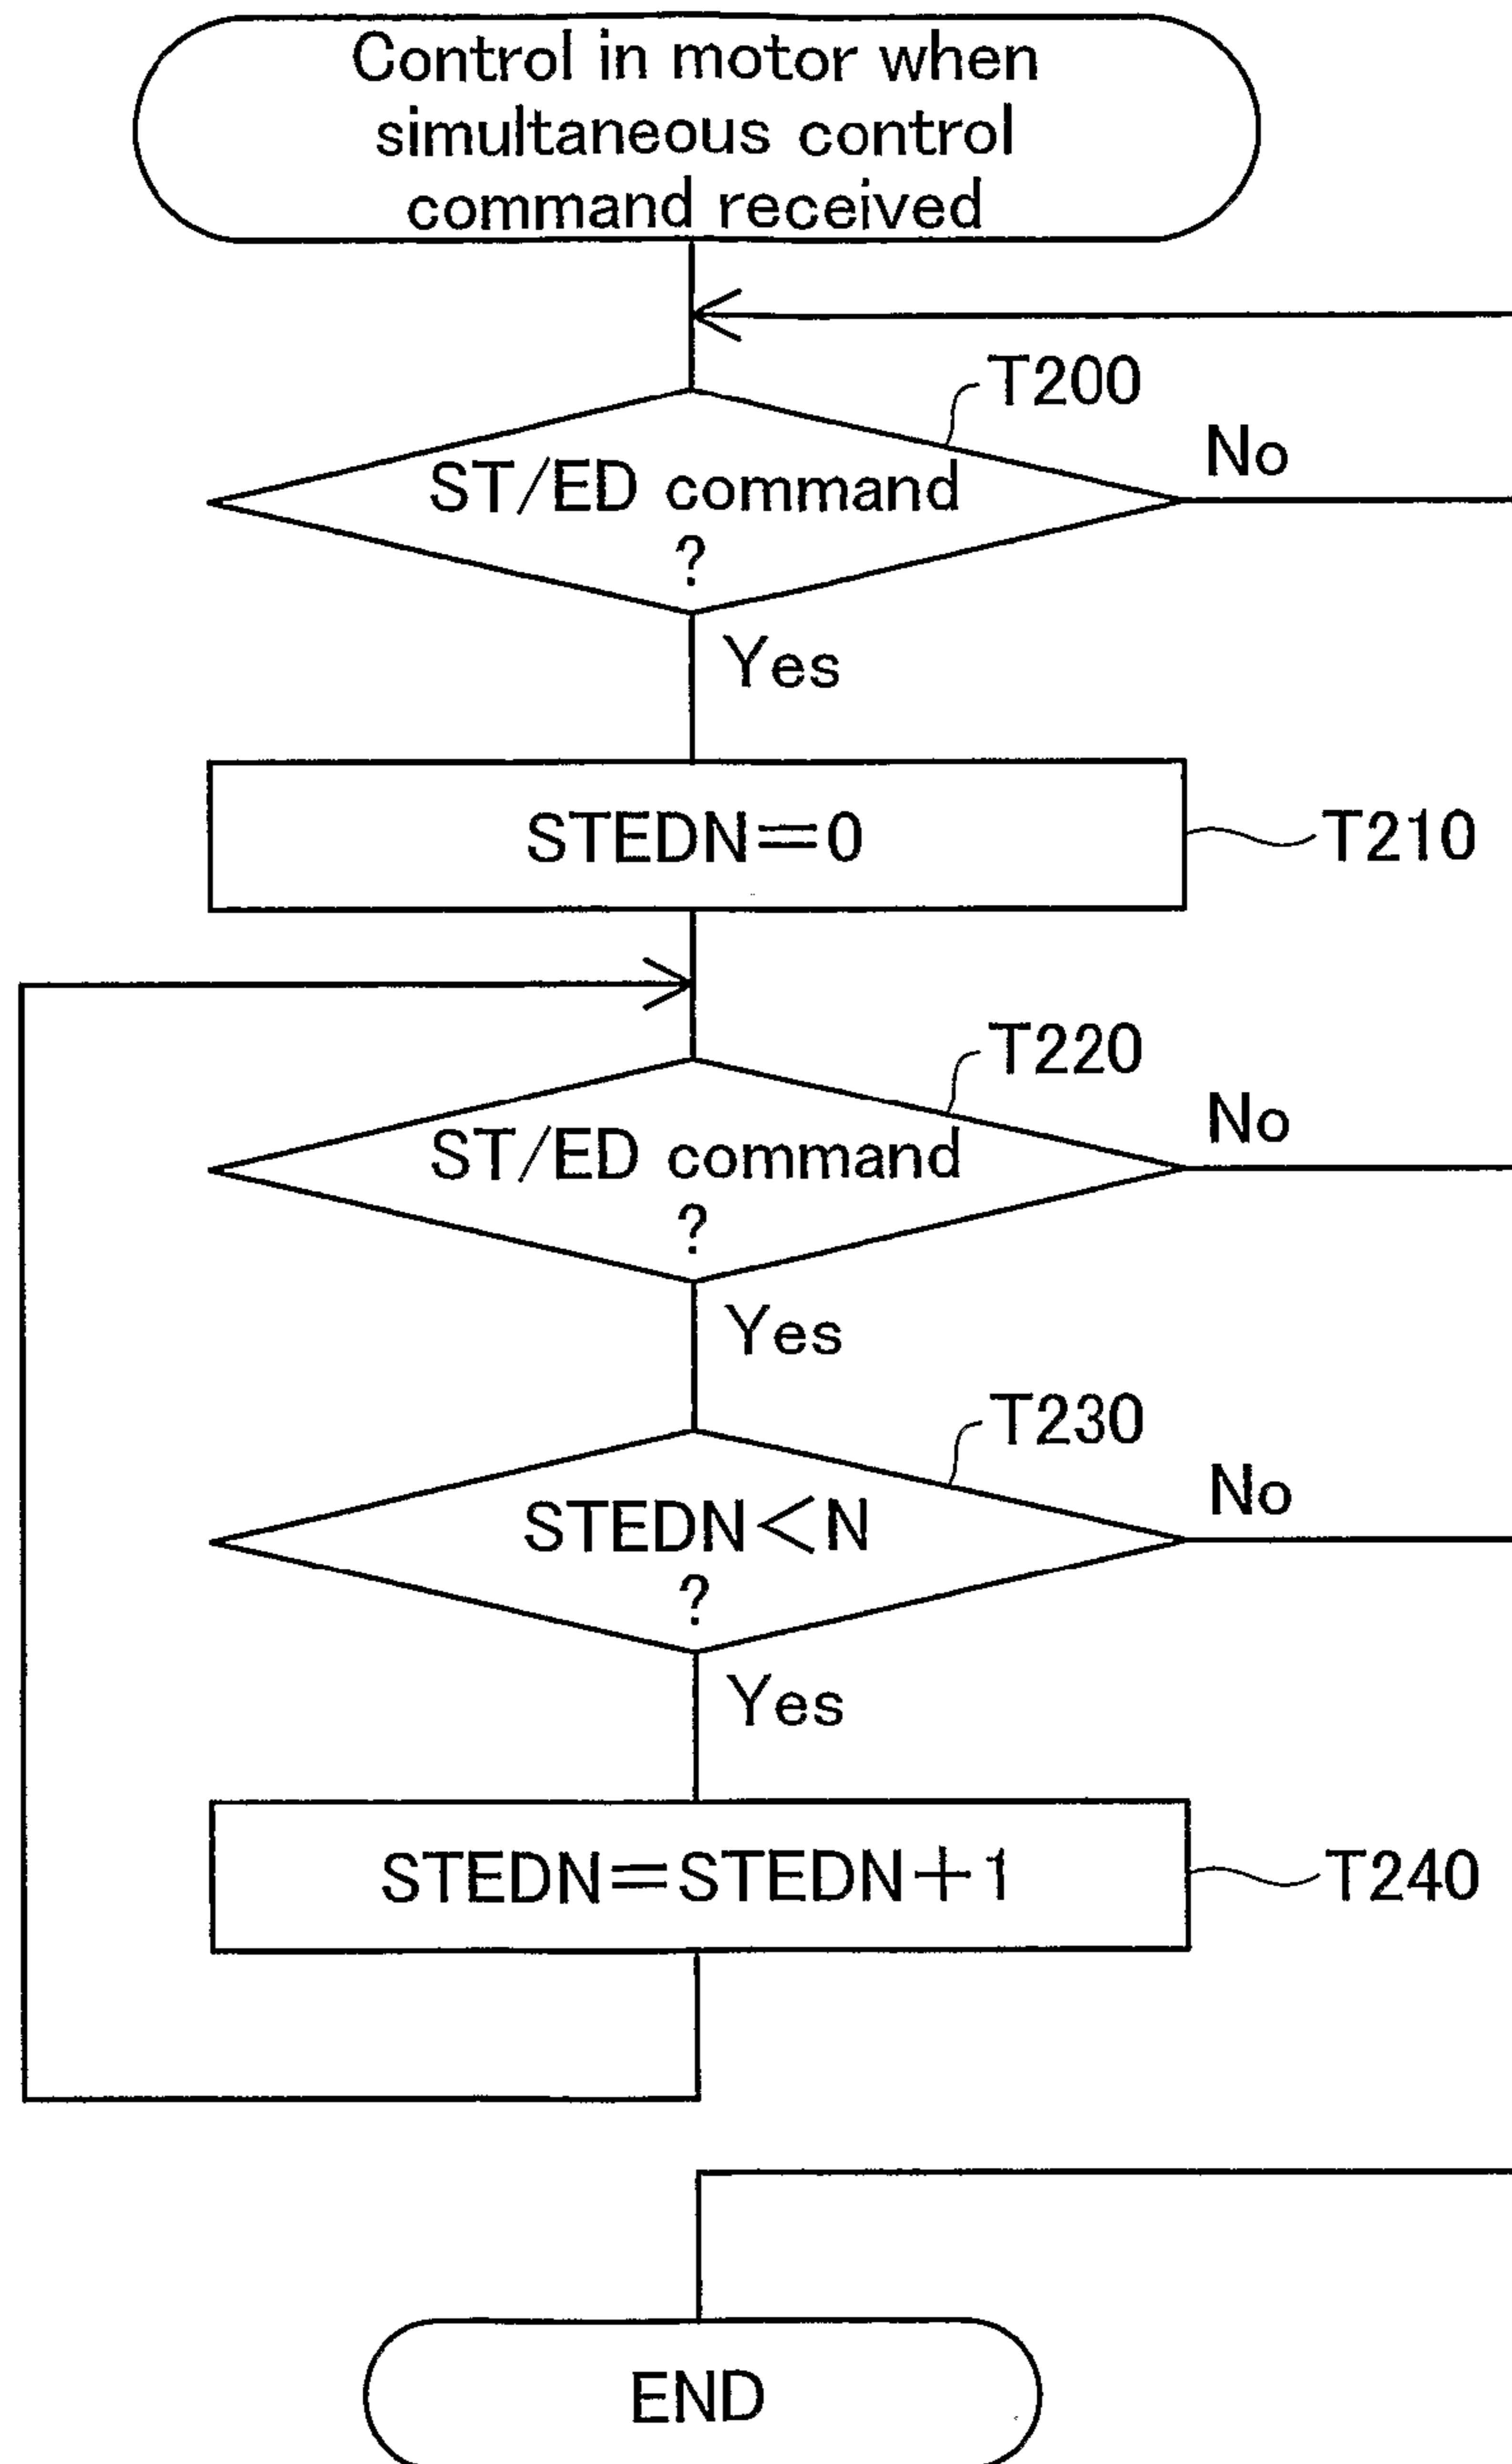 Control in motor when
simultaneous control
command received
T200
ST/ED command
?
No
Yes
STEDN=0
T210
T220
ST/ED command
?
No
Yes
T230
STEDN<N
?
No
Yes
STEDN=STEDN+1
T240
END